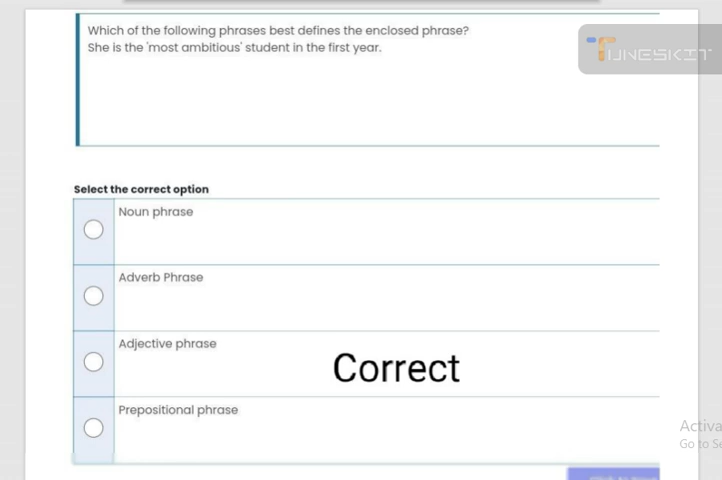 Which of the following phrases best defines the enclosed phrase?
She is the 'most ambitious' student in the first year.
TUNESKIT
Select the correct option
Noun phrase
Adverb Phrase
Adjective phrase
Correct
Prepositional phrase
Activa
Go to Se